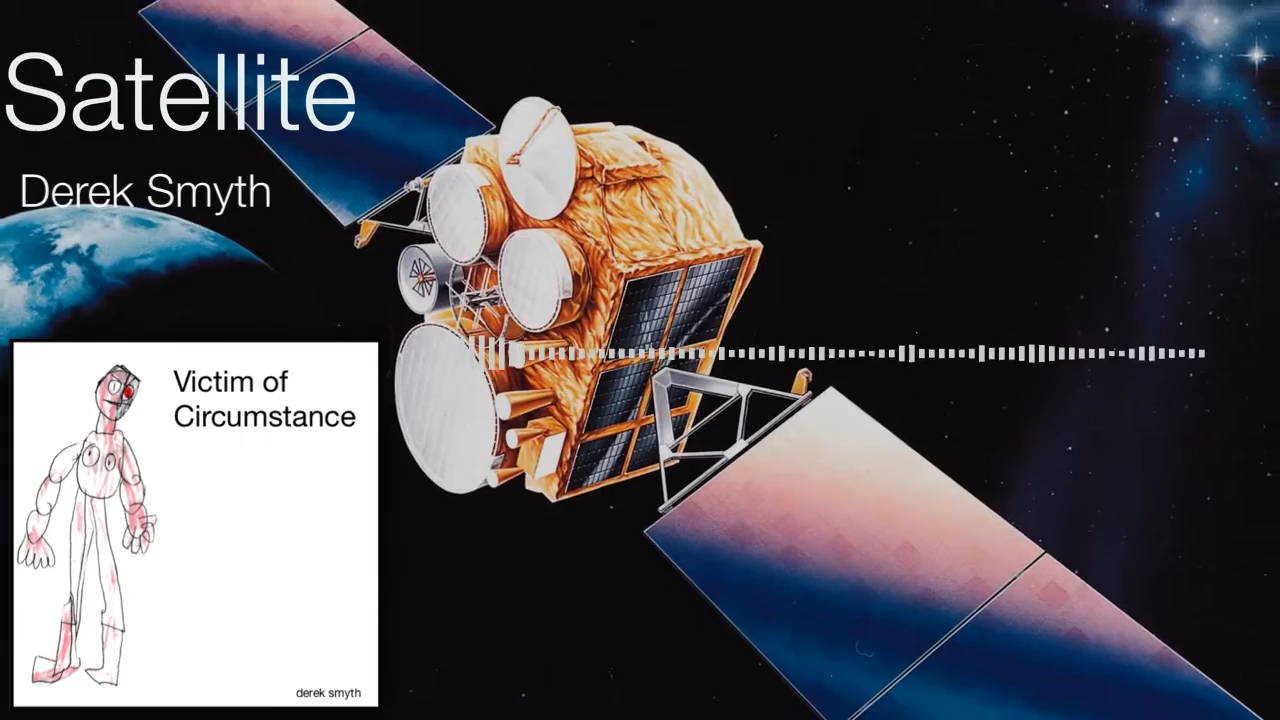 Satellite
Derek Smyth
Victim of
Circumstance
derek smyth